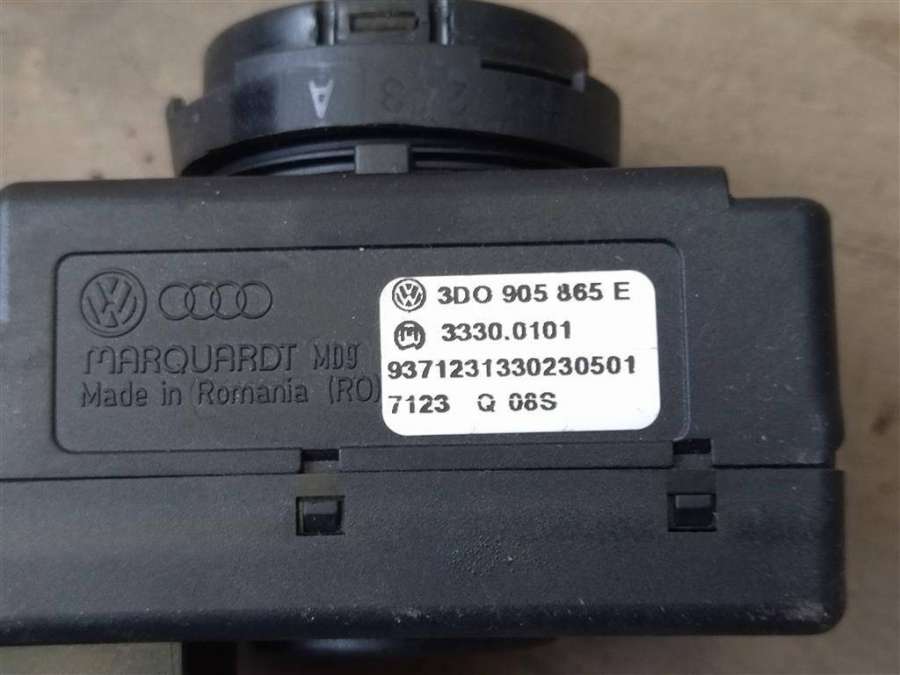 A
MARQUARDT MD9
Made in Romania (RO)
3D0 905 865 E
3330.0101
9371231330230501
7123 Q 08S